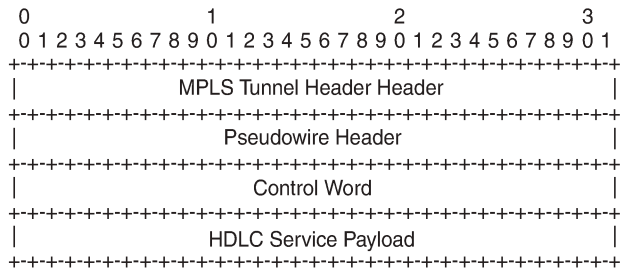 0 1 2 3
0 1 2 3 4 5 6 7 8 9 0 1 2 3 4 5 6 7 8 9 0 1 2 3 4 5 6 7 8 9 0 1
+-+-+-+-+-+-+-+-+-+-+-+-+-+-+-+-+-+-+-+-+-+-+-+-+-+-+-+-+-+-+-+-+
| MPLS Tunnel Header Header |
+-+-+-+-+-+-+-+-+-+-+-+-+-+-+-+-+-+-+-+-+-+-+-+-+-+-+-+-+-+-+-+-+
| Pseudowire Header |
+-+-+-+-+-+-+-+-+-+-+-+-+-+-+-+-+-+-+-+-+-+-+-+-+-+-+-+-+-+-+-+-+
| Control Word |
+-+-+-+-+-+-+-+-+-+-+-+-+-+-+-+-+-+-+-+-+-+-+-+-+-+-+-+-+-+-+-+-+
| HDLC Service Payload |
+-+-+-+-+-+-+-+-+-+-+-+-+-+-+-+-+-+-+-+-+-+-+-+-+-+-+-+-+-+-+-+-+